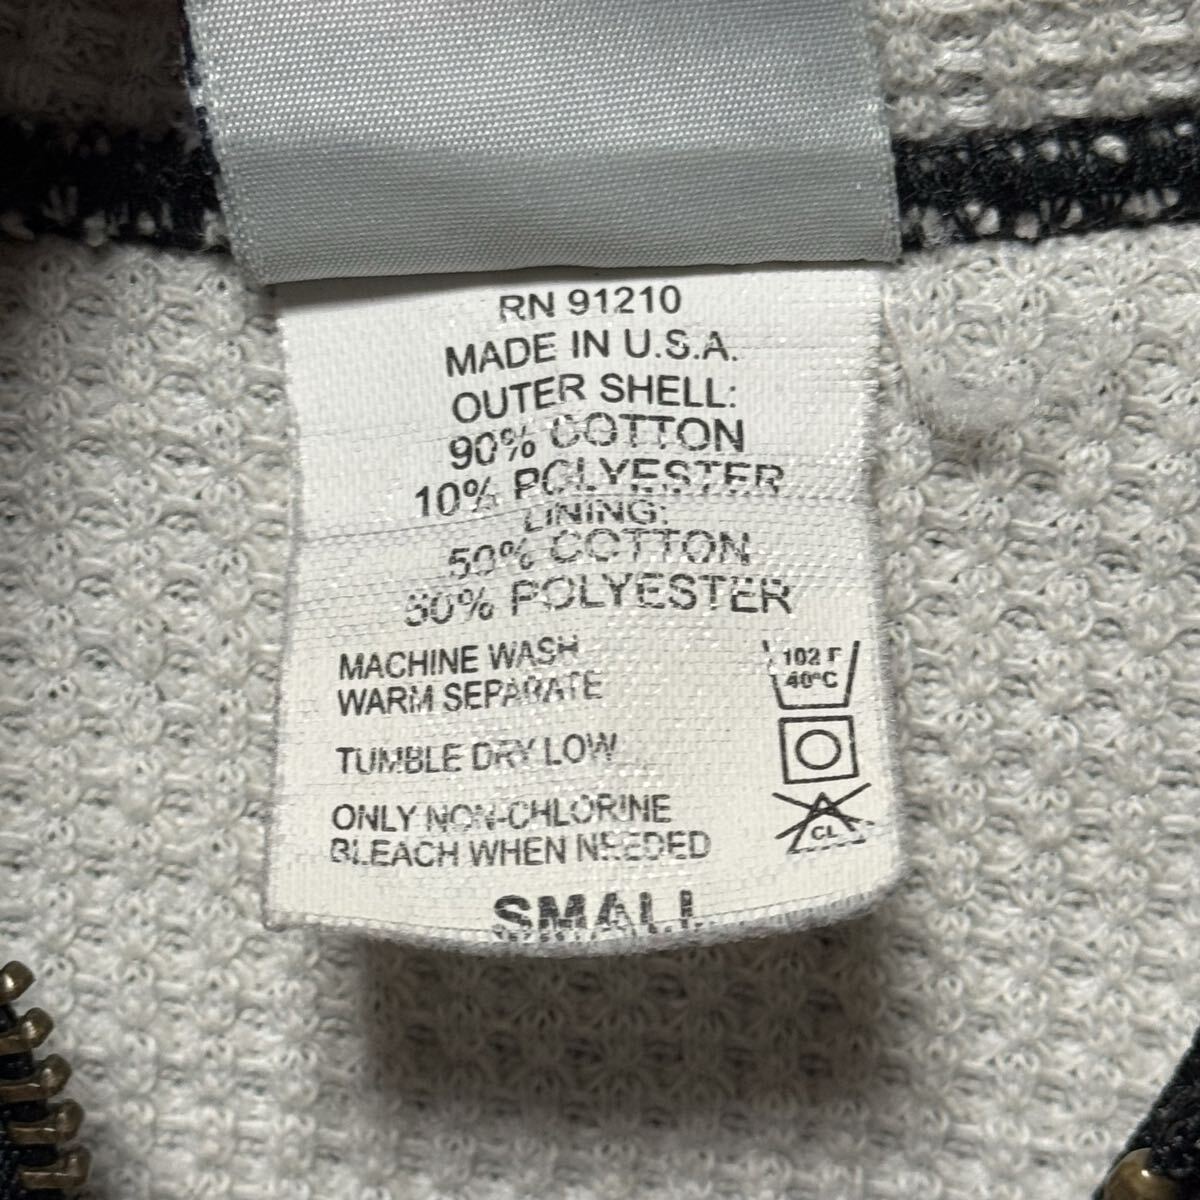 RN 91210
MADE IN U.S.A.
OUTER SHELL:
90% COTTON
10% POLYESTER
LINING:
50% COTTON
50% POLYESTER
MACHINE WASH
WARM SEPARATE
102 F
40°C
TUMBLE DRY LOW
ONLY NON-CHLORINE
BLEACH WHEN NEEDED
CL
SMALL